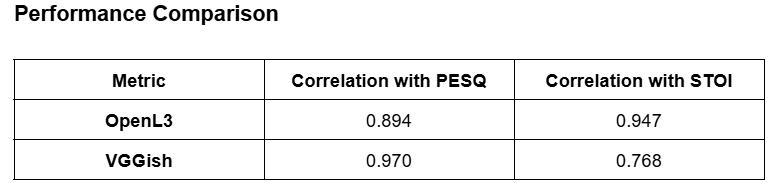 Performance Comparison
Metric Correlation with PESQ Correlation with STOI
OpenL3 0.894 0.947
VGGish 0.970 0.768